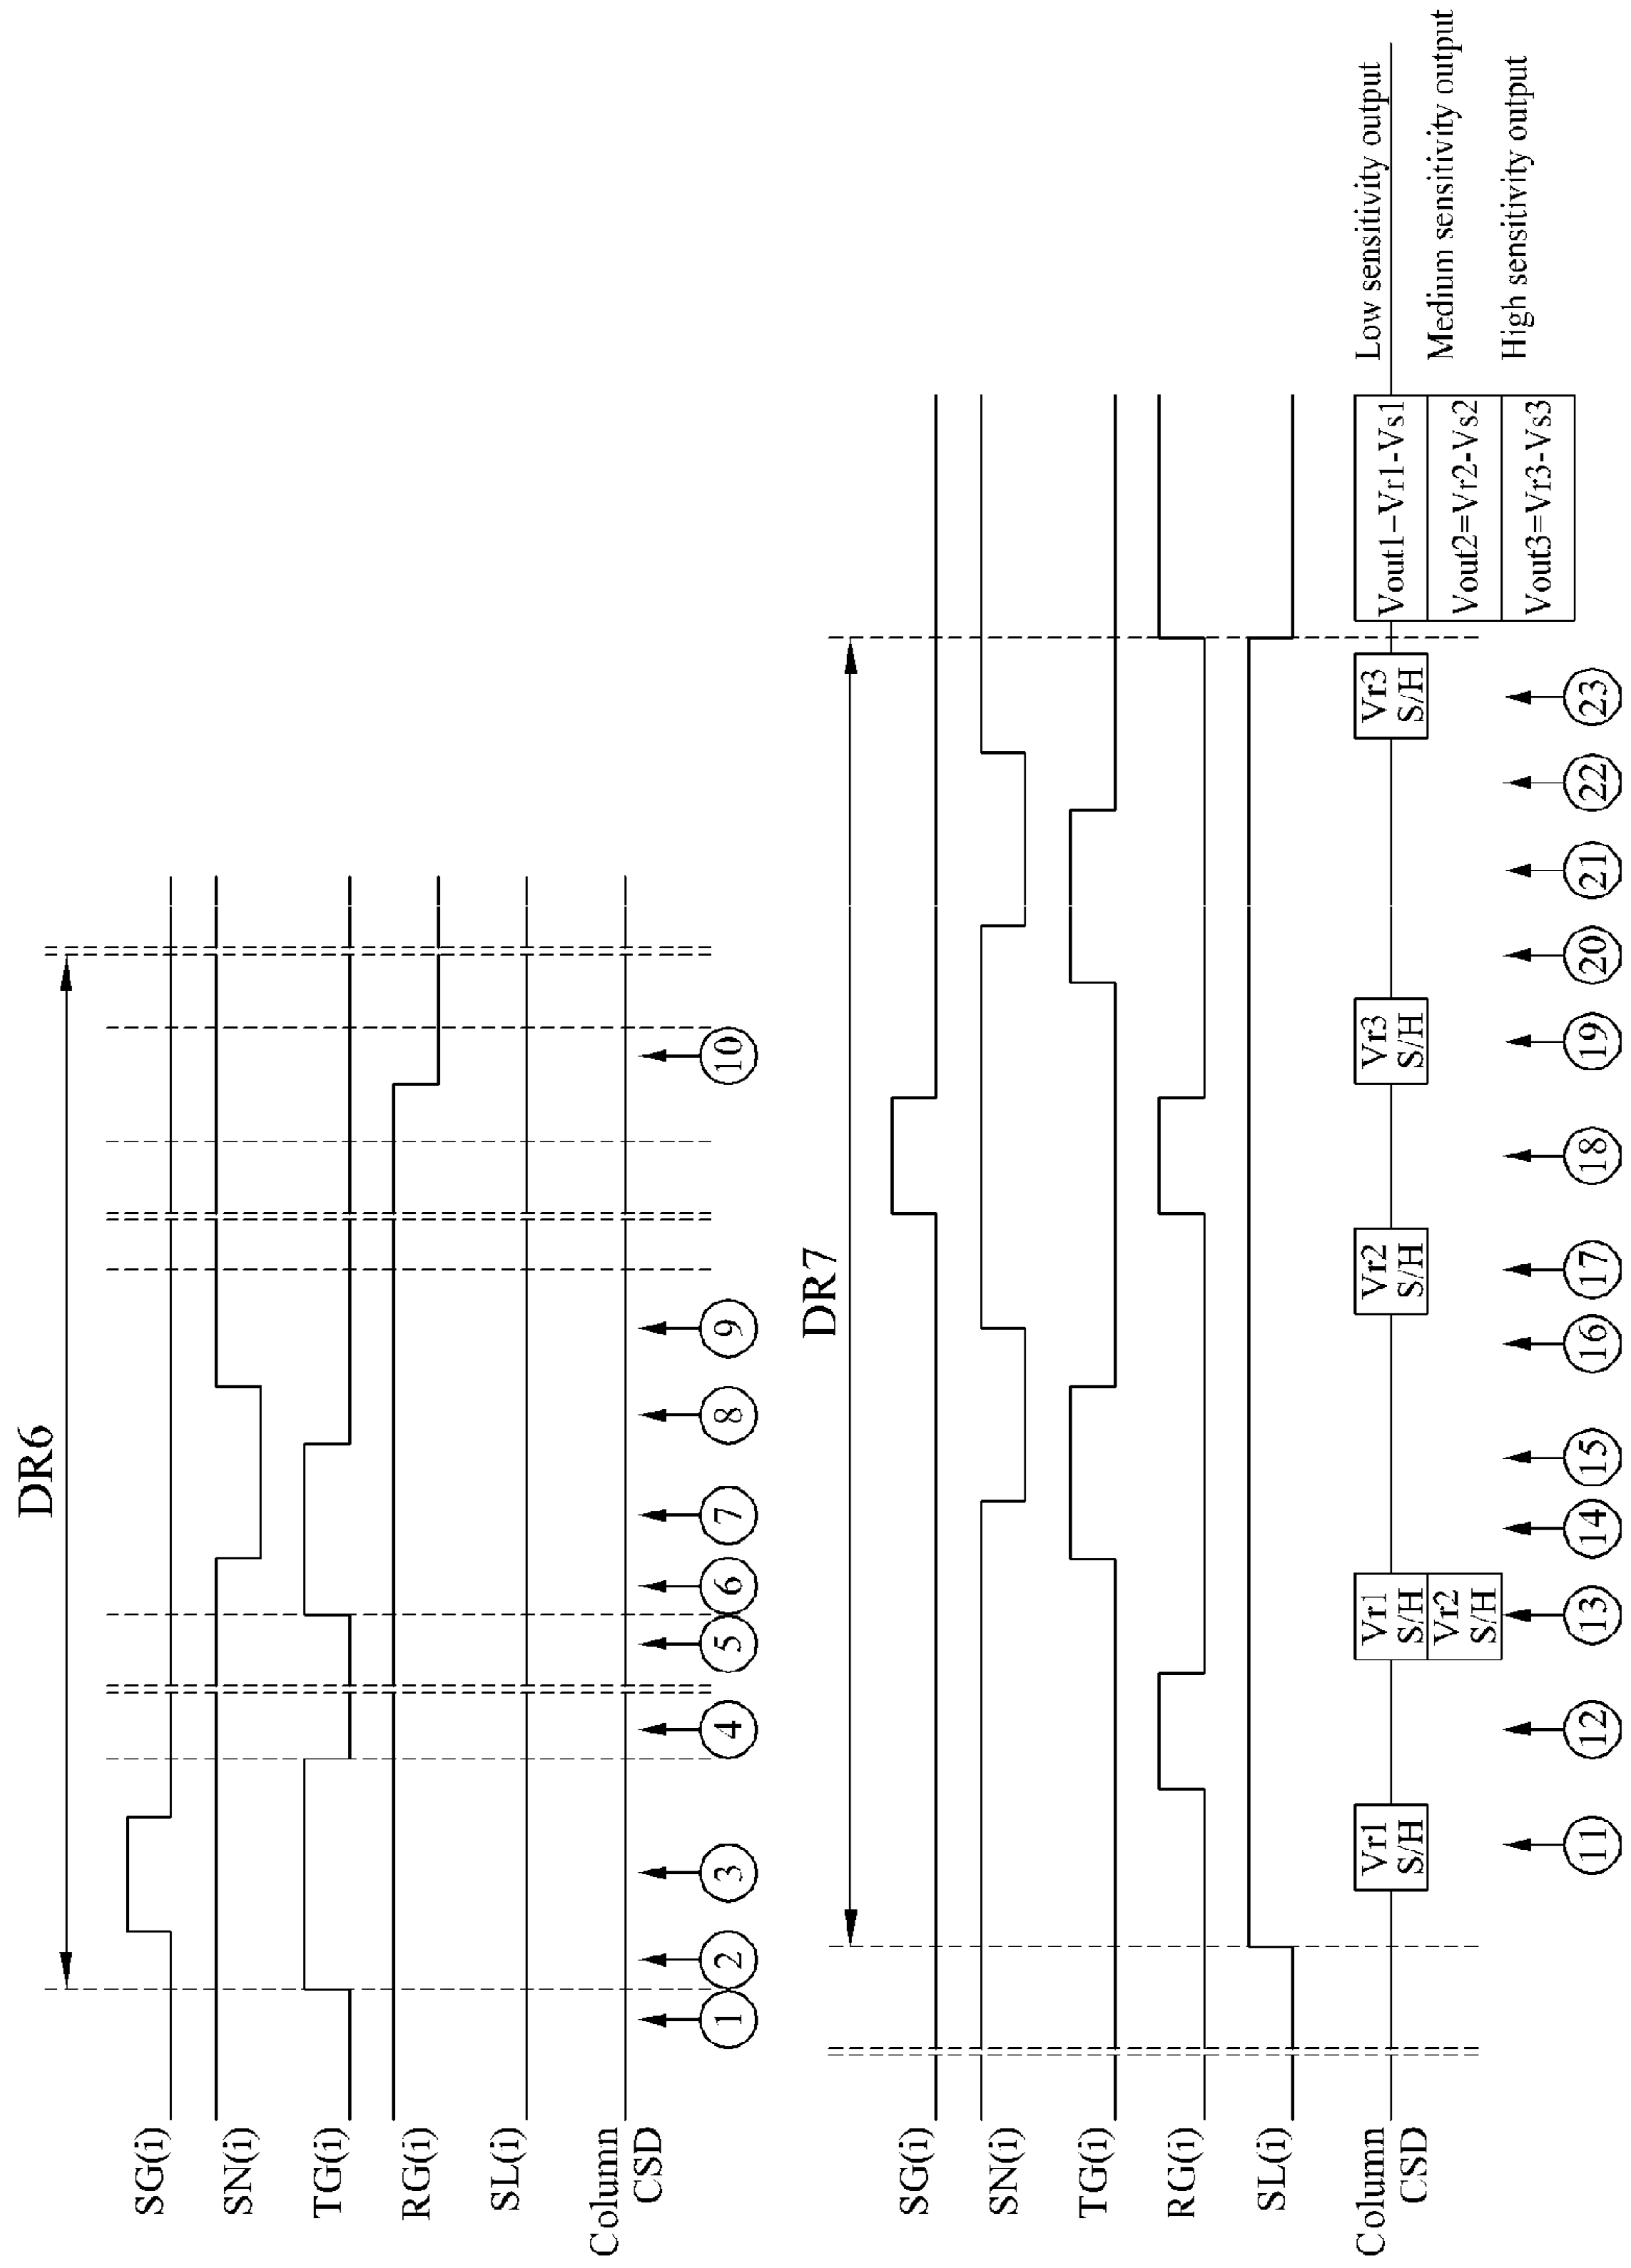 DR6
SG(i)
SN(i)
TG(i)
RG(i)
SL(i)
Column
CSD
1 2 3 4 5 6 7 8 9 10
DR7
SG(i)
SN(i)
TG(i)
RG(i)
SL(i)
Column
CSD
Vr1
S/H
Vr1
S/H
Vr2
S/H
Vr2
S/H
Vr3
S/H
Vr3
S/H
Vout1=Vr1-Vs1
Vout2=Vr2-Vs2
Vout3=Vr3-Vs3
Low sensitivity output
Medium sensitivity output
High sensitivity output
11 12 13 14 15 16 17 18 19 20 21 22 23